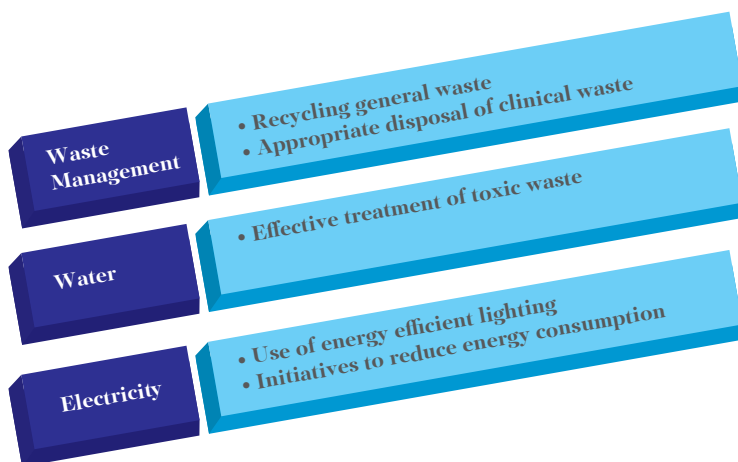 Waste
Management
• Recycling general waste
• Appropriate disposal of clinical waste
Water
• Effective treatment of toxic waste
Electricity
• Use of energy efficient lighting
• Initiatives to reduce energy consumption